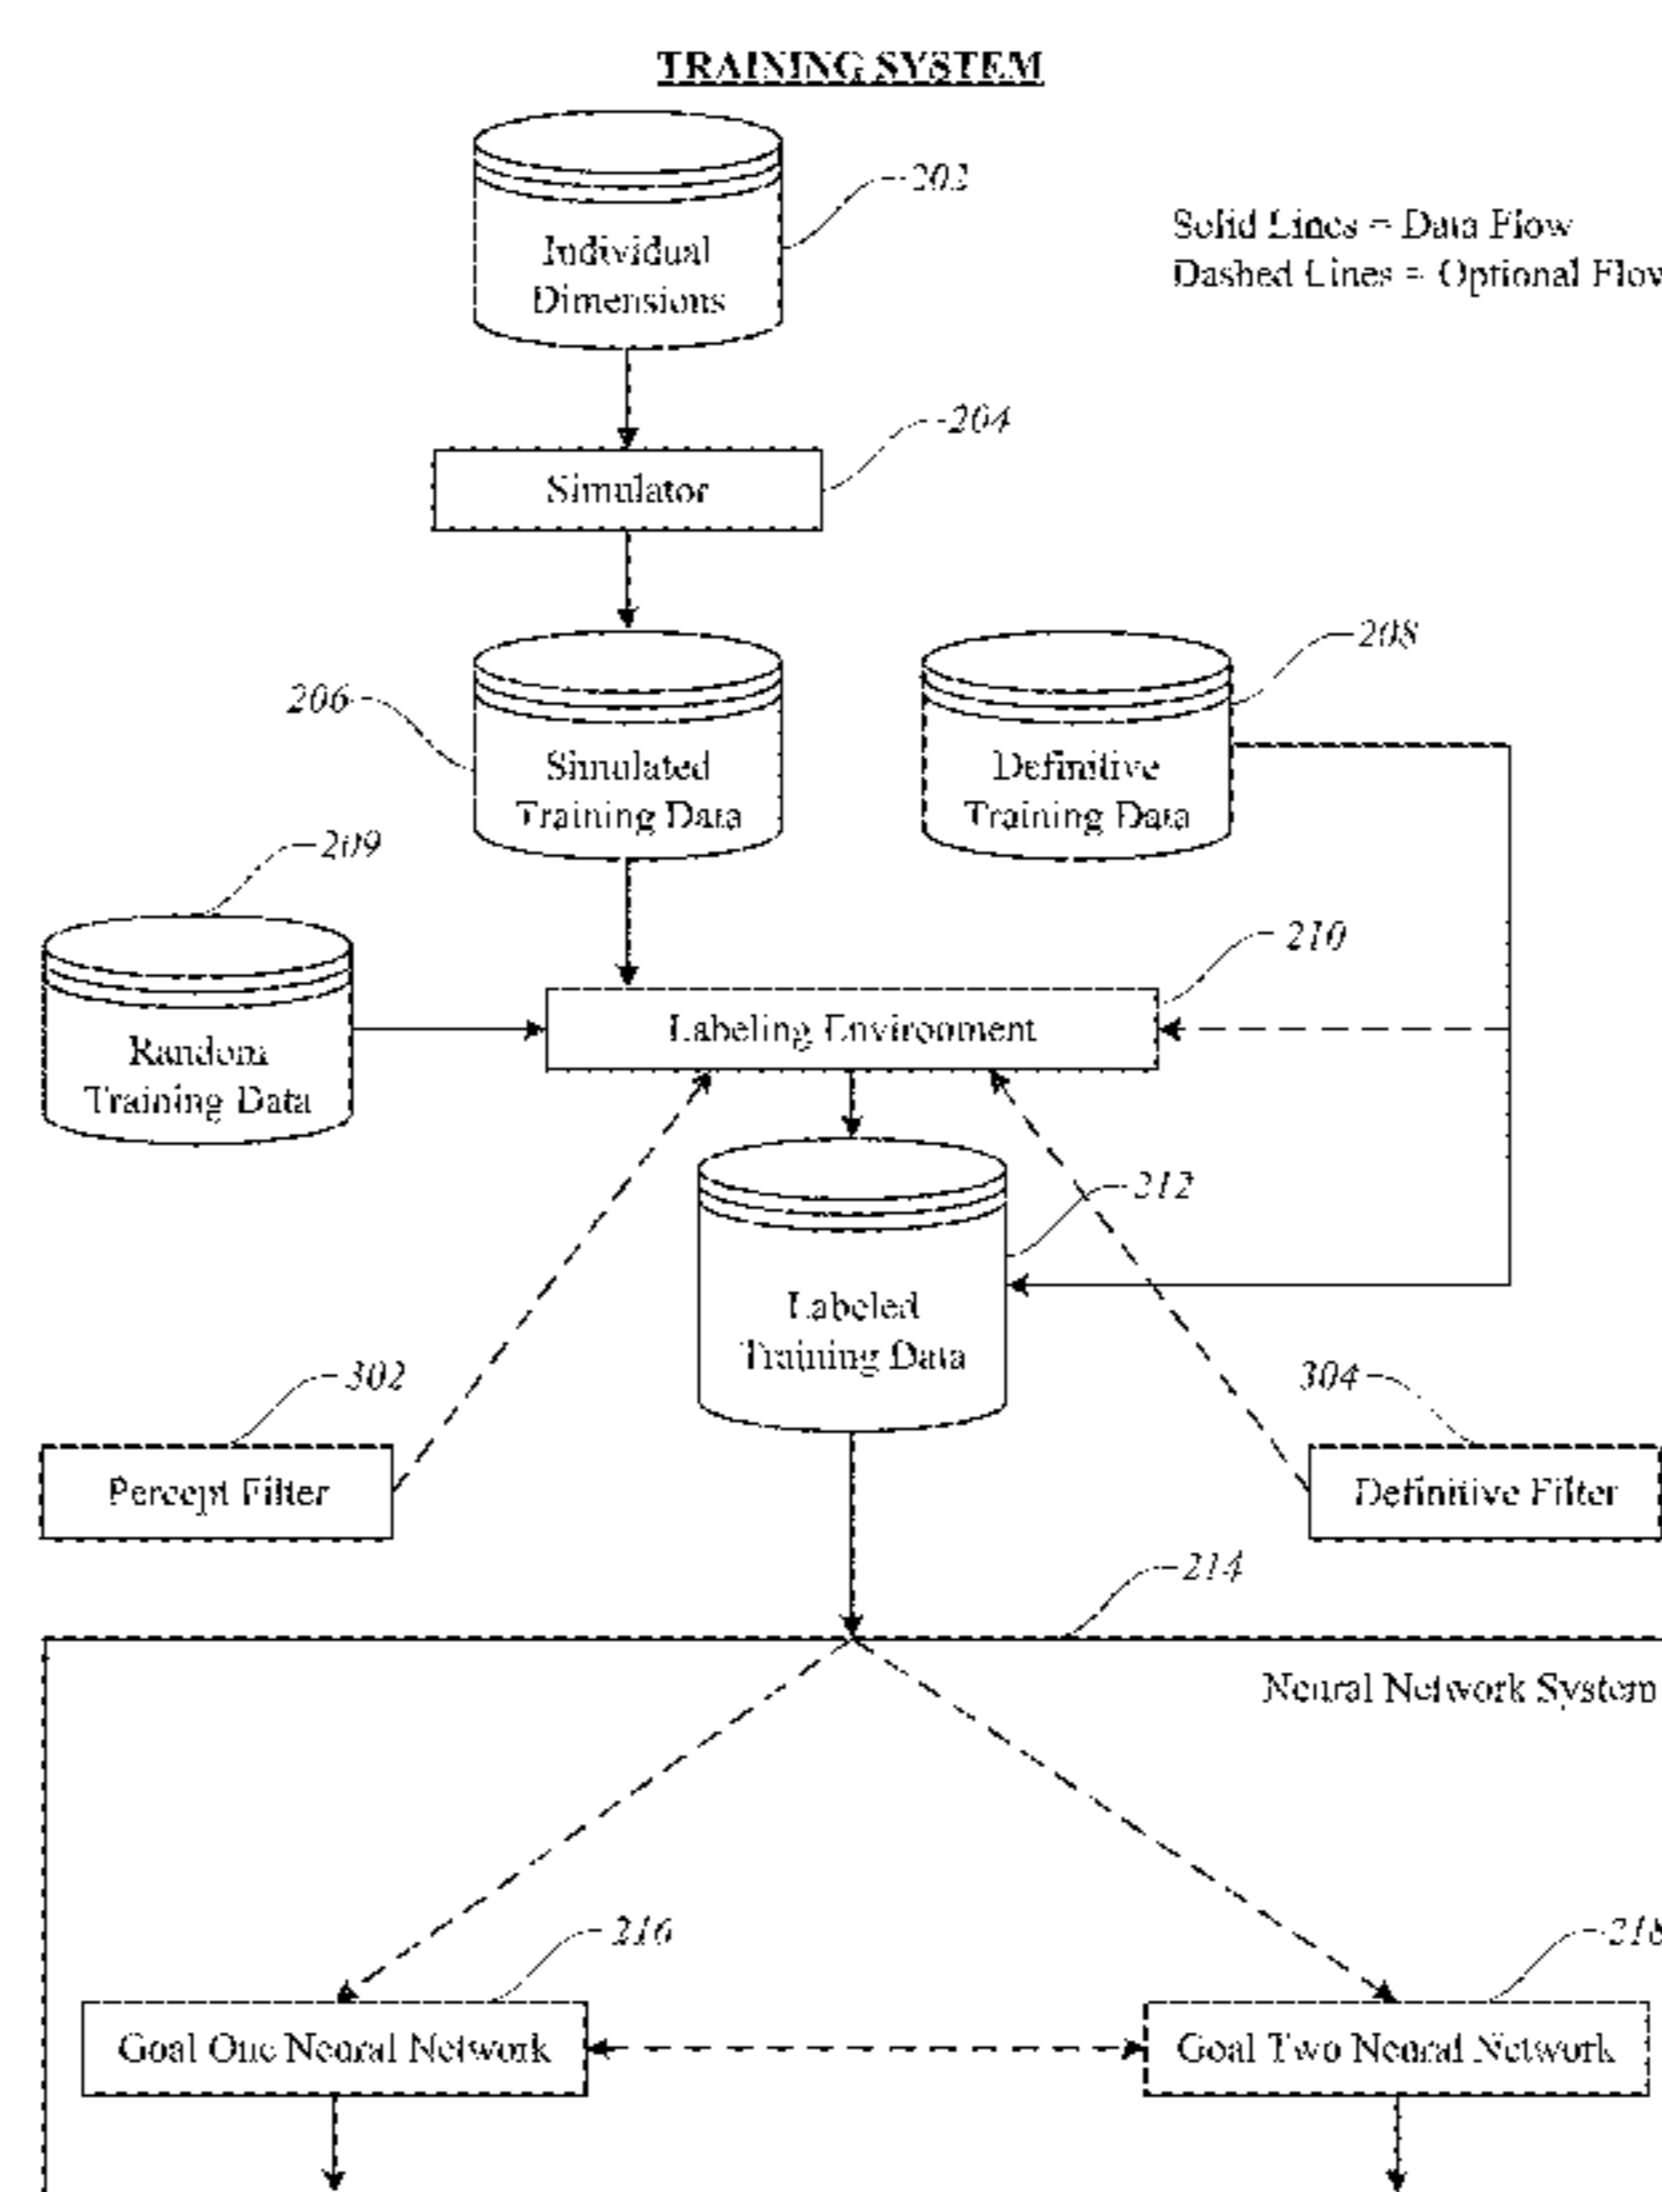 TRAINING SYSTEM
202
Individual
Dimensions
Solid Lines = Data Flow
Dashed Lines = Optional Flow
204
Simulator
208
206
Simulated
Training Data
Definitive
Training Data
209
210
Labeling Environment
Random
Training Data
212
Labeled
Training Data
302
304
Percept Filter
Definitive Filter
214
Neural Network System
216
218
Goal One Neural Network
Goal Two Neural Network